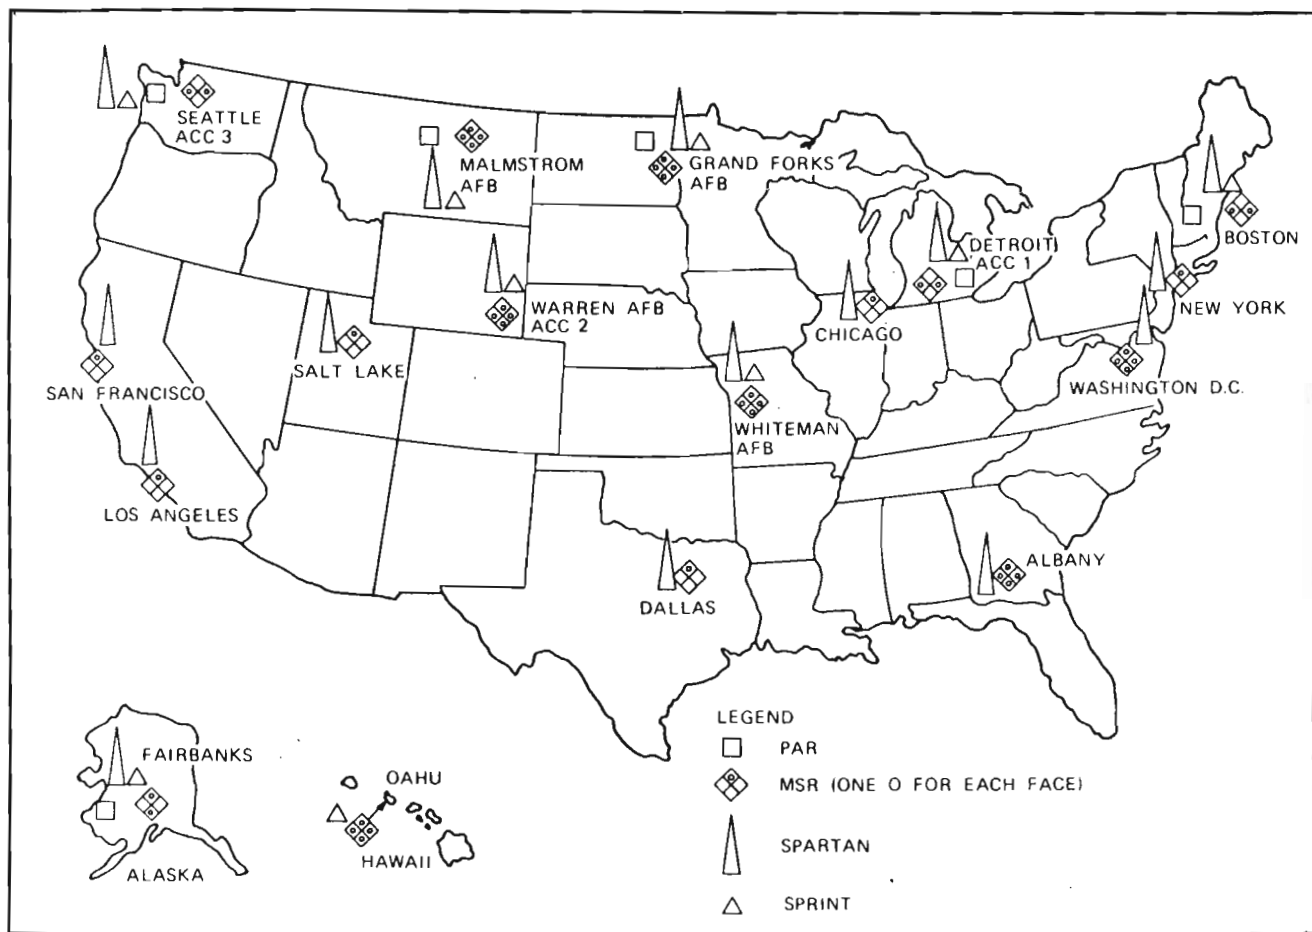 SEATTLE
ACC 3
MALMSTROM
AFB
GRAND FORKS
AFB
BOSTON
DETROIT
ACC 1
WARREN AFB
ACC 2
CHICAGO
NEW YORK
SALT LAKE
SAN FRANCISCO
WASHINGTON D.C.
WHITEMAN
AFB
LOS ANGELES
ALBANY
DALLAS
LEGEND
PAR
MSR (ONE O FOR EACH FACE)
SPARTAN
SPRINT
FAIRBANKS
ALASKA
OAHU
HAWAII